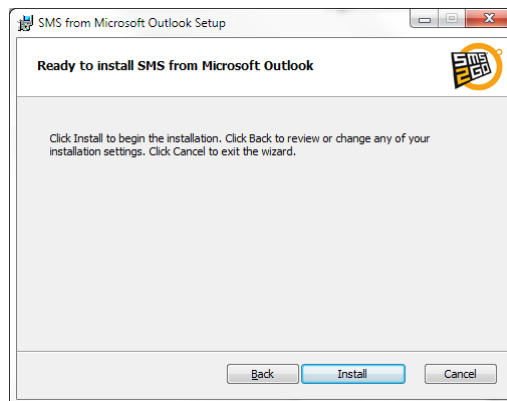 SMS from Microsoft Outlook Setup
Ready to install SMS from Microsoft Outlook
SMS
2GO
Click Install to begin the installation. Click Back to review or change any of your
installation settings. Click Cancel to exit the wizard.
Back
Install
Cancel